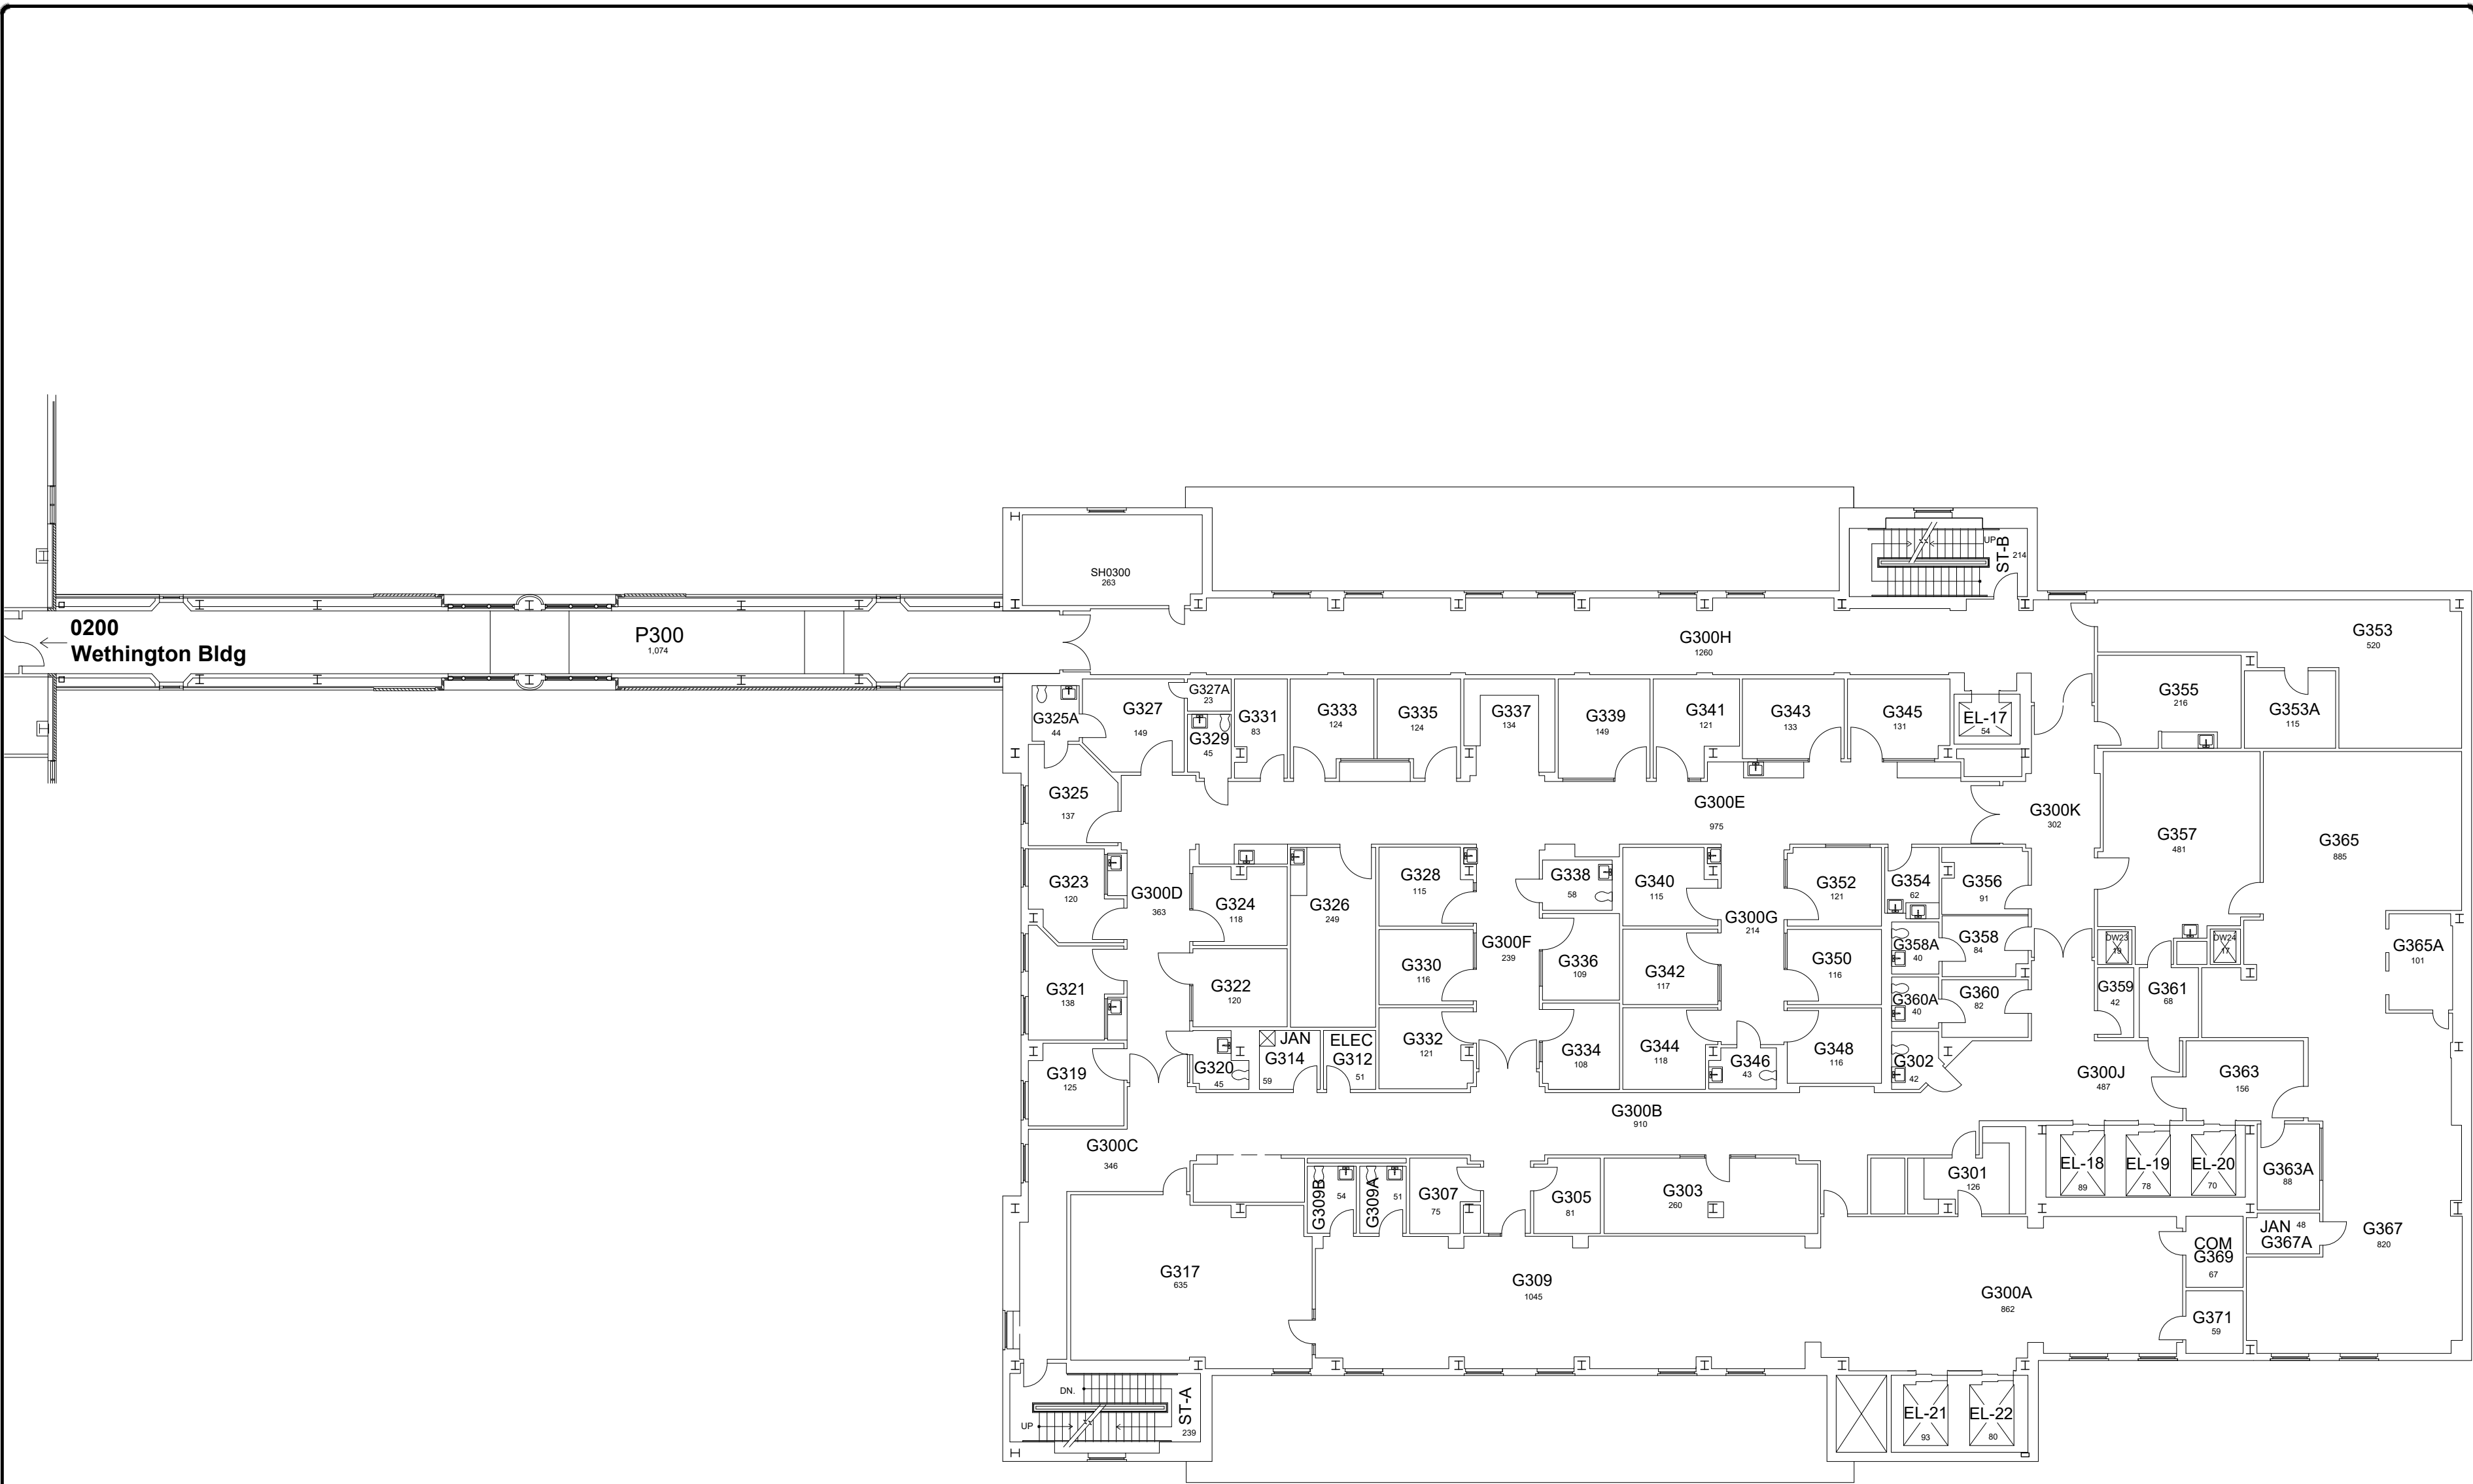 SH0300
263
UP
ST-B
214
0200
Wethington Bldg
P300
1,074
G300H
1260
G353
520
G355
216
G353A
115
G325A
44
G327
149
G327A
23
G329
45
G331
83
G333
124
G335
124
G337
134
G339
149
G341
121
G343
133
G345
131
EL-17
54
G325
137
G300E
975
G300K
302
G357
481
G365
885
G323
120
G300D
363
G324
118
G326
249
G328
115
G338
58
G340
115
G300G
214
G352
121
G354
62
G356
91
G300F
239
G330
116
G336
109
G342
117
G350
116
G358A
40
G358
84
DW23
19
DW24
17
G365A
101
G321
138
G322
120
G360A
40
G360
82
G359
42
G361
68
G319
125
G320
45
JAN
G314
59
ELEC
G312
51
G332
121
G334
108
G344
118
G346
43
G348
116
G302
42
G300J
487
G363
156
G300B
910
G300C
346
G309B
54
G309A
51
G307
75
G305
81
G303
260
G301
126
EL-18
89
EL-19
78
EL-20
70
G363A
88
JAN 48
G367A
G367
820
COM
G369
67
G317
635
G309
1045
G300A
862
G371
59
DN.
UP
ST-A
239
EL-21
93
EL-22
80